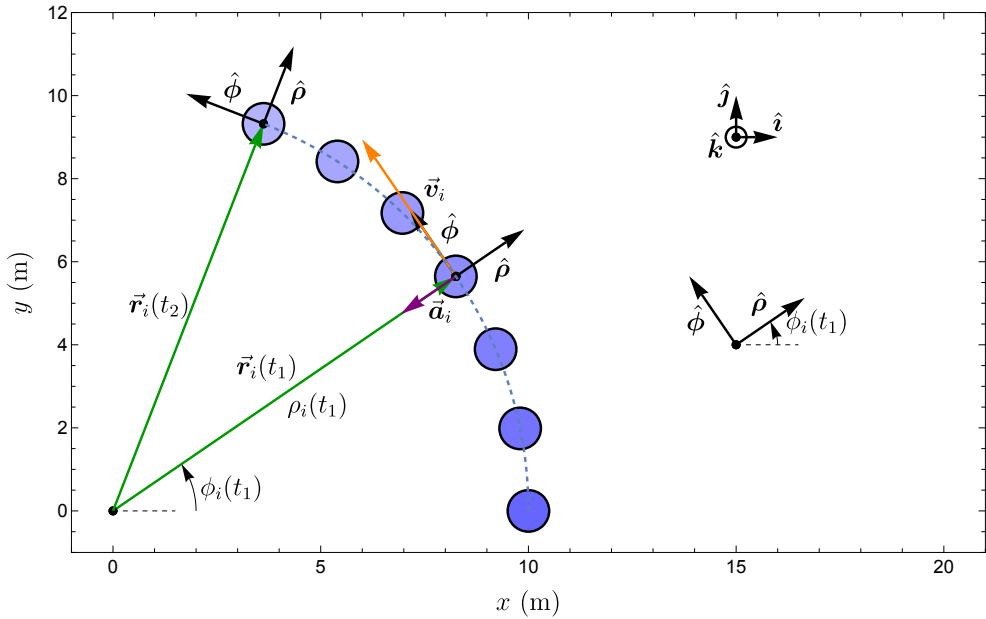 12
10
8
6
4
2
0
y (m)
0
5
10
15
20
x (m)
ϕ̂
ρ̂
v⃗ᵢ
ϕ̂
ρ̂
a⃗ᵢ
r⃗ᵢ(t₂)
r⃗ᵢ(t₁)
ρᵢ(t₁)
ϕᵢ(t₁)
ĵ
î
k̂
ϕ̂
ρ̂
ϕᵢ(t₁)